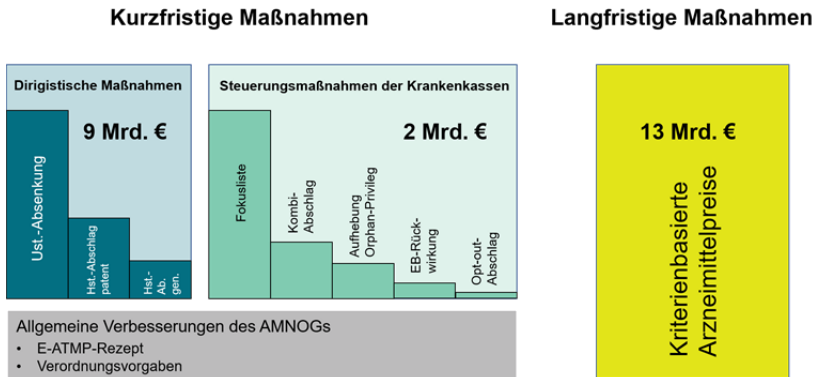 Kurzfristige Maßnahmen
Langfristige Maßnahmen
Dirigistische Maßnahmen
9 Mrd. €
Ust.-Absenkung
Hst.-Abschlag
patent
Hst.-
Ab.
gen.
Steuerungsmaßnahmen der Krankenkassen
2 Mrd. €
Fokusliste
Kombi-
Abschlag
Aufhebung
Orphan-Privileg
EB-Rück-
wirkung
Opt-out-
Abschlag
13 Mrd. €
Kriterienbasierte
Arzneimittelpreise
Allgemeine Verbesserungen des AMNOGs
• E-ATMP-Rezept
• Verordnungsvorgaben